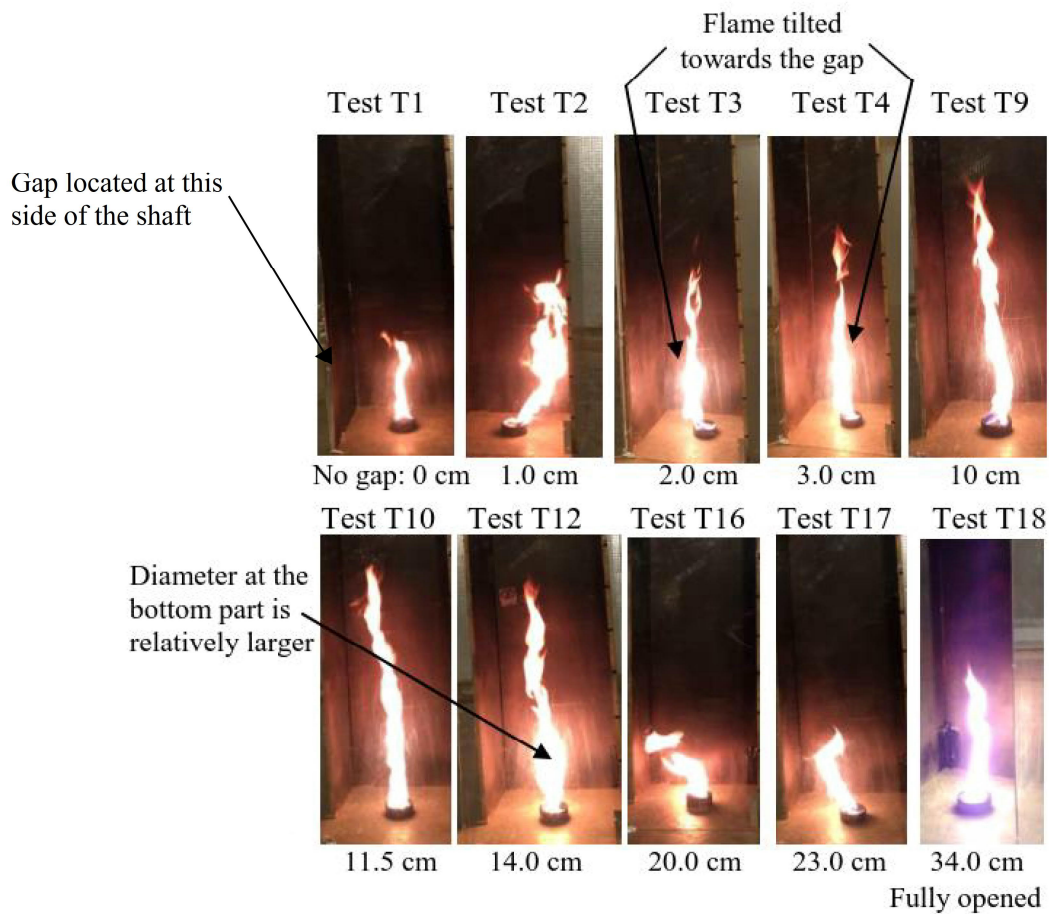 Flame tilted
towards the gap
Test T1 Test T2 Test T3 Test T4 Test T9
Gap located at this
side of the shaft
No gap: 0 cm 1.0 cm 2.0 cm 3.0 cm 10 cm
Test T10 Test T12 Test T16 Test T17 Test T18
Diameter at the
bottom part is
relatively larger
11.5 cm 14.0 cm 20.0 cm 23.0 cm 34.0 cm
Fully opened